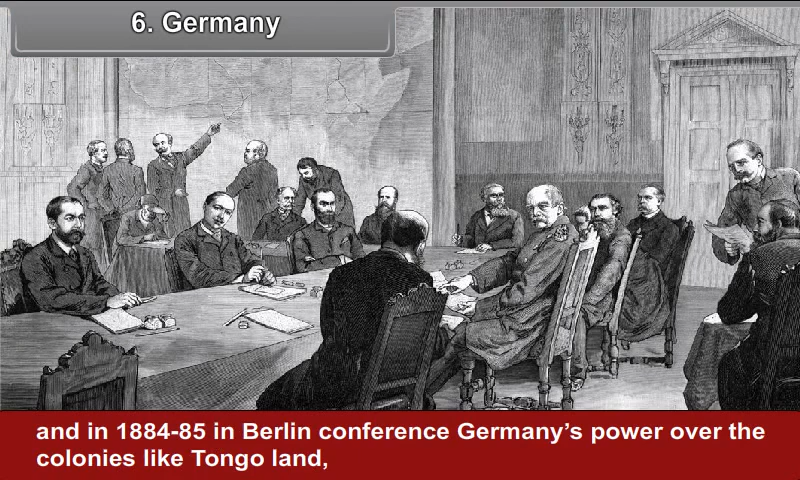 6. Germany
and in 1884-85 in Berlin conference Germany's power over the
colonies like Tongo land,